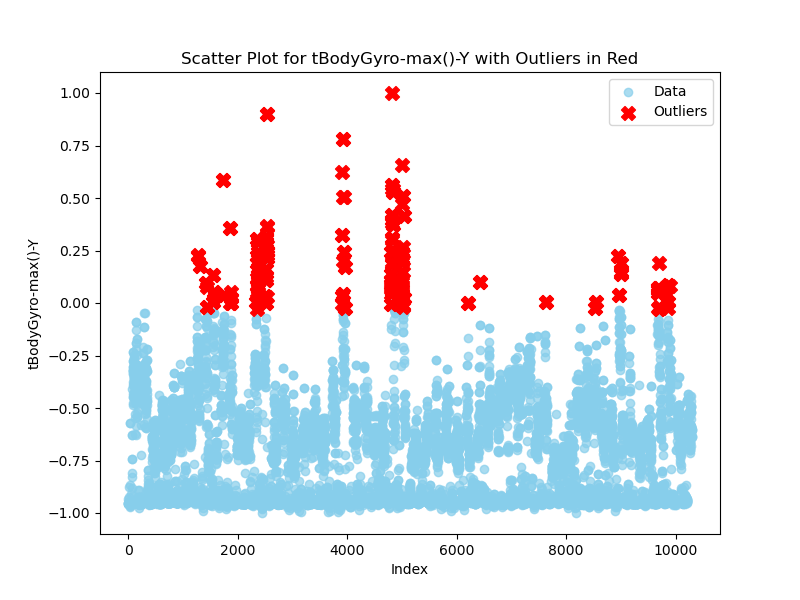 Scatter Plot for tBodyGyro-max()-Y with Outliers in Red
Data
Outliers
tBodyGyro-max()-Y
1.00
0.75
0.50
0.25
0.00
−0.25
−0.50
−0.75
−1.00
0 2000 4000 6000 8000 10000
Index